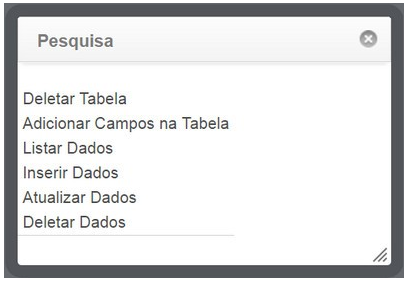 Pesquisa
Deletar Tabela
Adicionar Campos na Tabela
Listar Dados
Inserir Dados
Atualizar Dados
Deletar Dados